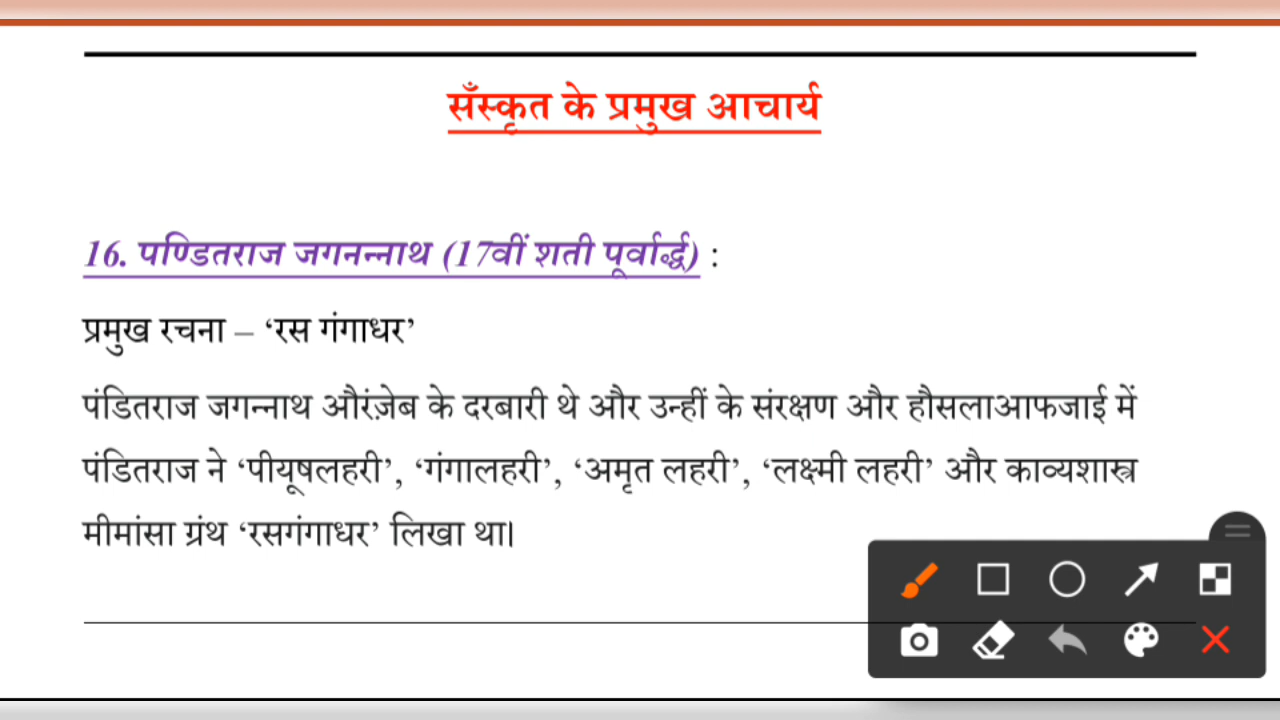 सँस्कृत के प्रमुख आचार्य
16. पण्डितराज जगनन्नाथ (17वीं शती पूर्वार्द्ध) :
प्रमुख रचना – ‘रस गंगाधर’
पंडितराज जगन्नाथ औरंज़ेब के दरबारी थे और उन्हीं के संरक्षण और हौसलाआफजाई में
पंडितराज ने ‘पीयूषलहरी’, ‘गंगालहरी’, ‘अमृत लहरी’, ‘लक्ष्मी लहरी’ और काव्यशास्त्र
मीमांसा ग्रंथ ‘रसगंगाधर’ लिखा था।